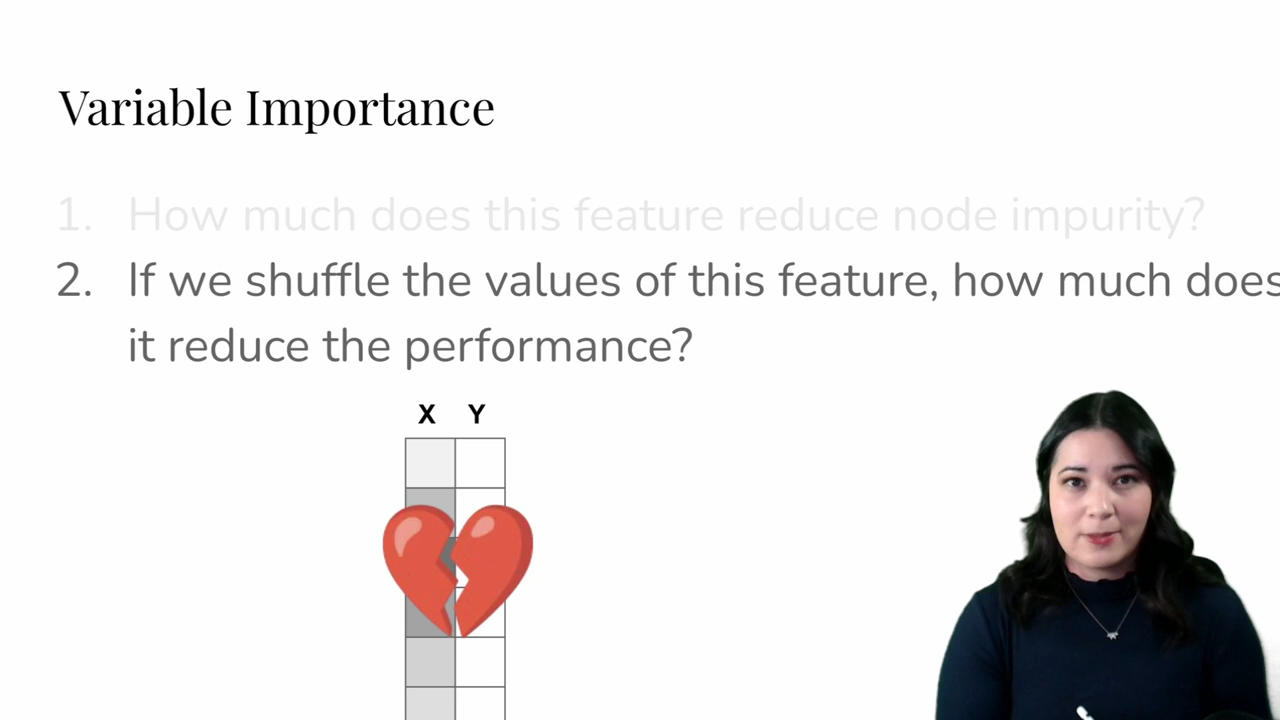 Variable Importance
1. How much does this feature reduce node impurity?
2. If we shuffle the values of this feature, how much does
it reduce the performance?
X Y